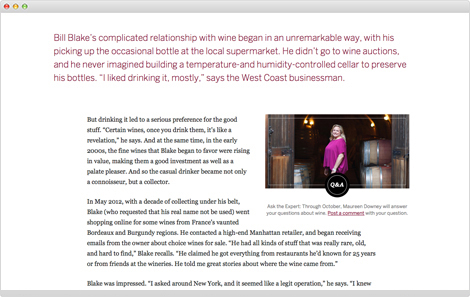 Bill Blake's complicated relationship with wine began in an unremarkable way, with his
picking up the occasional bottle at the local supermarket. He didn't go to wine auctions,
and he never imagined building a temperature-and humidity-controlled cellar to preserve
his bottles. "I liked drinking it, mostly," says the West Coast businessman.
But drinking it led to a serious preference for the good
stuff. "Certain wines, once you drink them, it's like a
revelation," he says. And at the same time, in the early
2000s, the fine wines that Blake began to favor were rising
in value, making them a good investment as well as a
palate pleaser. And so the casual drinker became not only
a connoisseur, but a collector.
Q&A
Ask the Expert: Through October, Maureen Downey will answer
your questions about wine. Post a comment with your question.
In May 2012, with a decade of collecting under his belt,
Blake (who requested that his real name not be used) went
shopping online for some wines from France's vaunted
Bordeaux and Burgundy regions. He contacted a high-end Manhattan retailer, and began receiving
emails from the owner about choice wines for sale. "He had all kinds of stuff that was really rare, old,
and hard to find," Blake recalls. "He claimed he got everything from restaurants he'd known for 25 years
or from friends at the wineries. He told me great stories about where the wine came from."
Blake was impressed. "I asked around New York, and it seemed like a legit operation," he says. "I knew